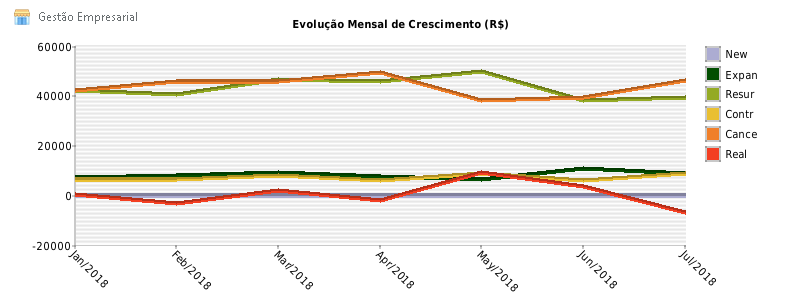 Gestão Empresarial
Evolução Mensal de Crescimento (R$)
60000
40000
20000
0
-20000
Jan/2018
Feb/2018
Mar/2018
Apr/2018
May/2018
Jun/2018
Jul/2018
New
Expan
Resur
Contr
Cance
Real